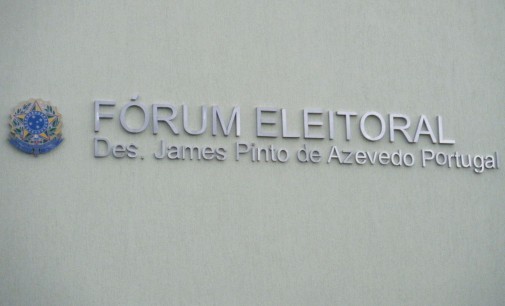 FÓRUM ELEITORAL
Des. James Pinto de Azevedo Portugal